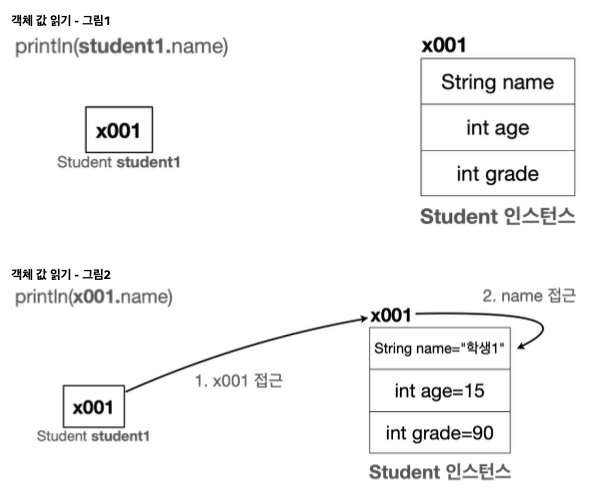 객체 값 읽기 - 그림1
println(student1.name)
x001
String name
x001
int age
Student student1
int grade
Student 인스턴스
객체 값 읽기 - 그림2
println(x001.name)
2. name 접근
x001
String name="학생1"
1. x001 접근
int age=15
x001
int grade=90
Student student1
Student 인스턴스